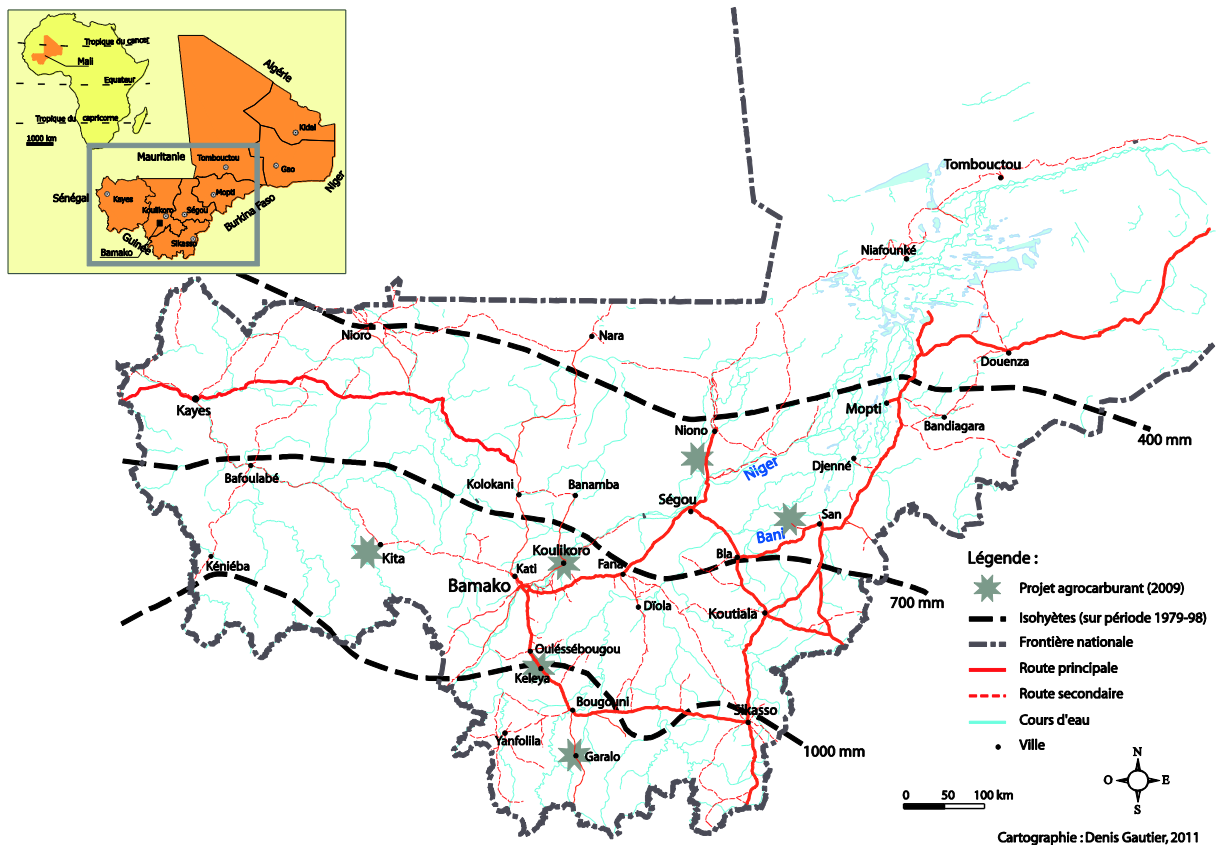 Tropique du cancer
Mali
Equateur
Tropique du capricorne
1000 km
Algérie
Kidal
Mauritanie
Tombouctou
Gao
Niger
Sénégal
Kayes
Mopti
Koulikoro
Ségou
Burkina Faso
Guinée
Sikasso
Bamako
Tombouctou
Niafounké
Nioro
Nara
Douenza
Kayes
Mopti
Bandiagara
400 mm
Niono
Djenné
Niger
Bafoulabé
Kolokani
Banamba
Ségou
San
Bani
Kita
Koulikoro
Bla
Kéniéba
Kati
Fana
Bamako
700 mm
Dïola
Koutiala
Ouléssébougou
Keleya
Bougouni
Sikasso
Yanfolila
Garalo
1000 mm
Légende :
Projet agrocarburant (2009)
Isohyètes (sur période 1979-98)
Frontière nationale
Route principale
Route secondaire
Cours d'eau
Ville
0 50 100 km
N
O E
S
Cartographie : Denis Gautier, 2011